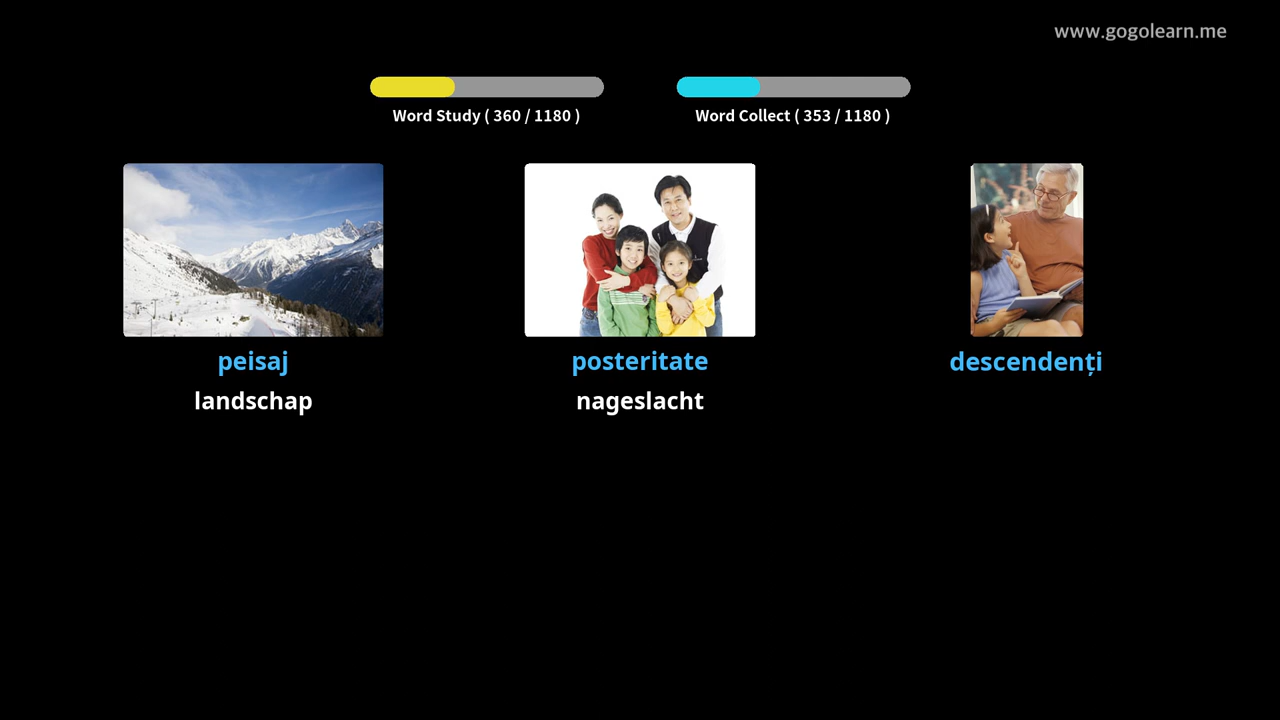 www.gogolearn.me
Word Study ( 360 / 1180 )
Word Collect ( 353 / 1180 )
peisaj
landschap
posteritate
nageslacht
descendenți